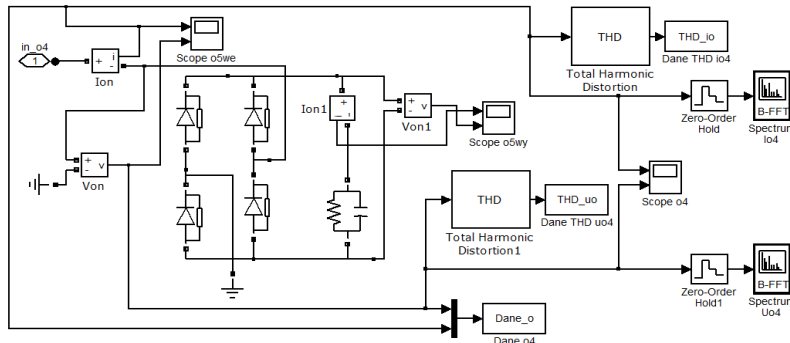 in_o4
1
+
-
i
Ion
Scope o5we
THD
Total Harmonic
Distortion
THD_io
Dane THD io4
Zero-Order
Hold
B-FFT
Spectrur
Io4
Ion1
+
i
-
+
-
v
Von1
Scope o5wy
+
-
v
Von
THD
Total Harmonic
Distortion1
THD_uo
Dane THD uo4
Scope o4
Zero-Order
Hold1
B-FFT
Spectrur
Uo4
Dane_o
Dane o4